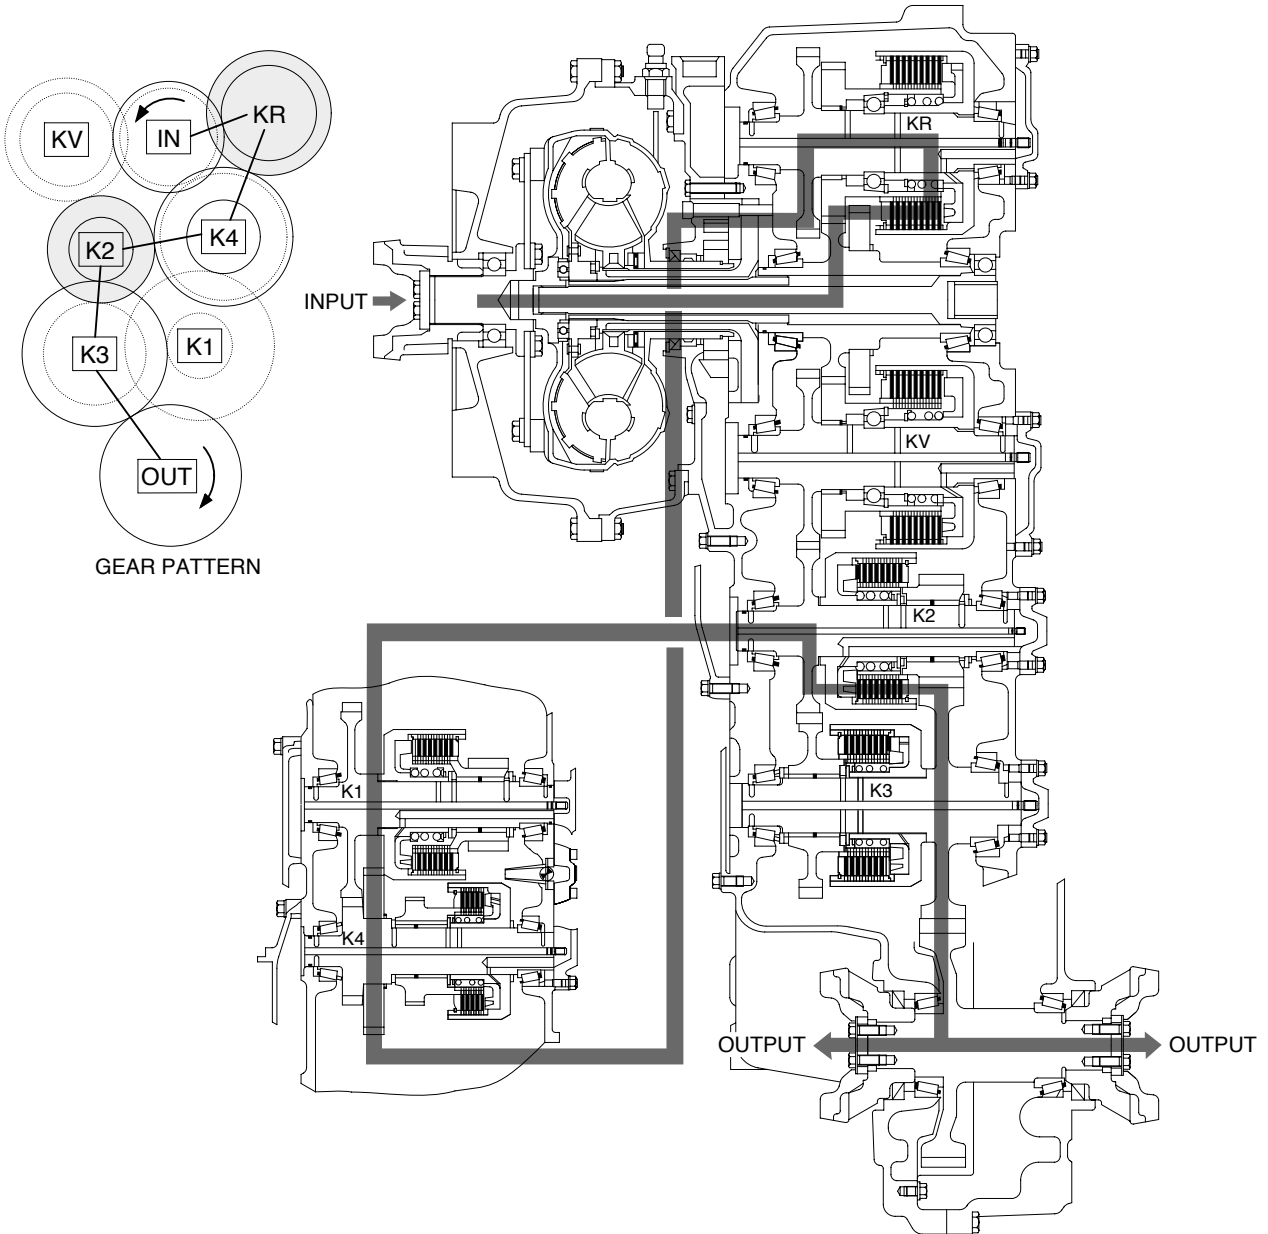 KV
IN
KR
K2
K4
K3
K1
OUT
GEAR PATTERN
INPUT
KR
KV
K2
K1
K3
K4
OUTPUT
OUTPUT